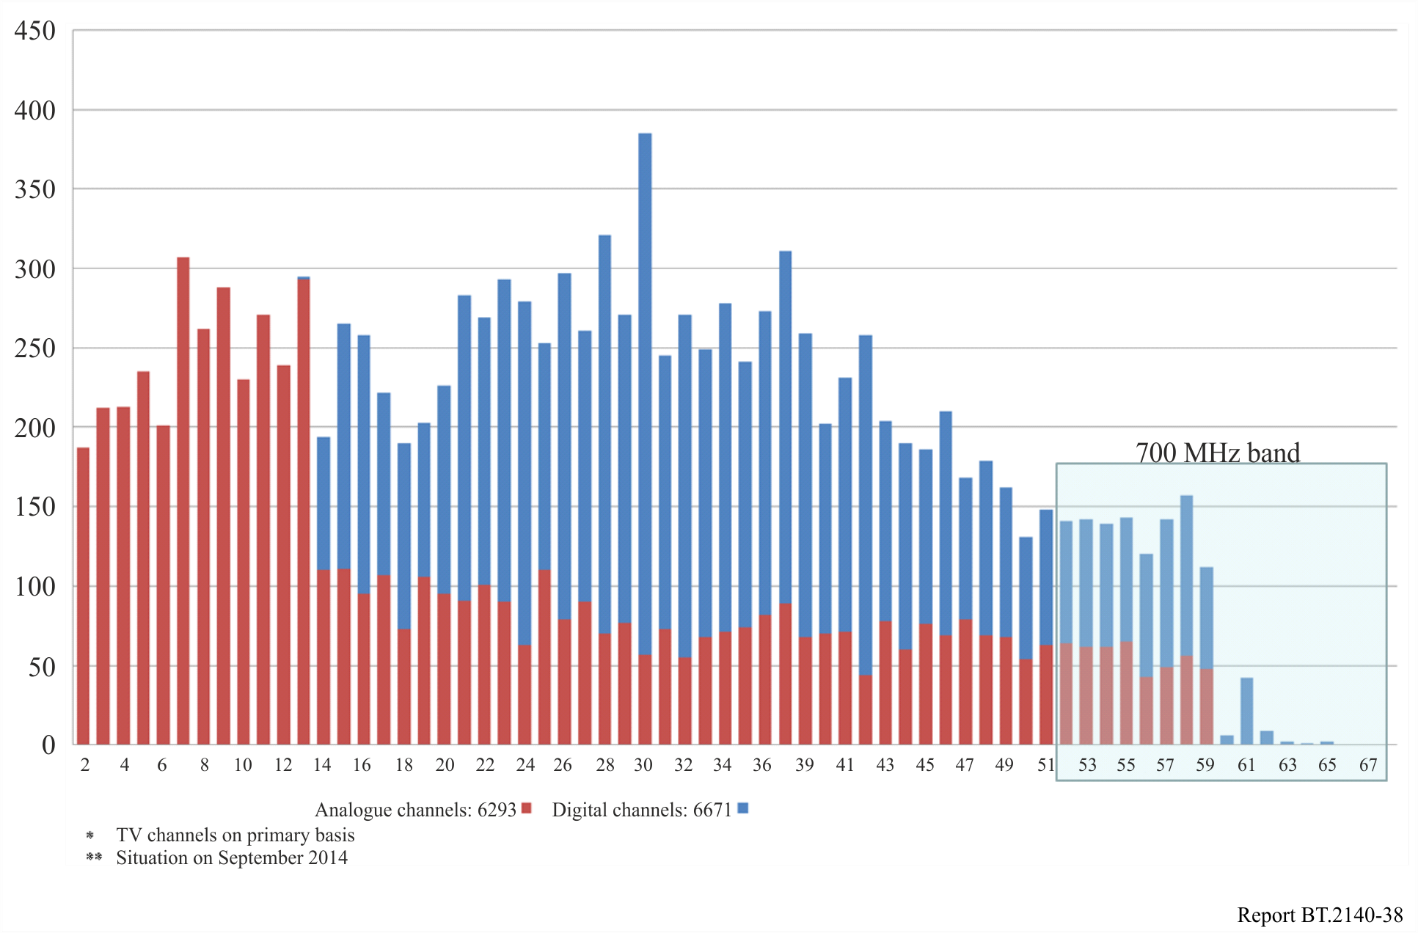 450
400
350
300
250
200
150
100
50
0
700 MHz band
2 4 6 8 10 12 14 16 18 20 22 24 26 28 30 32 34 36 39 41 43 45 47 49 51 53 55 57 59 61 63 65 67
Analogue channels: 6293 Digital channels: 6671
* TV channels on primary basis
** Situation on September 2014
Report BT.2140-38